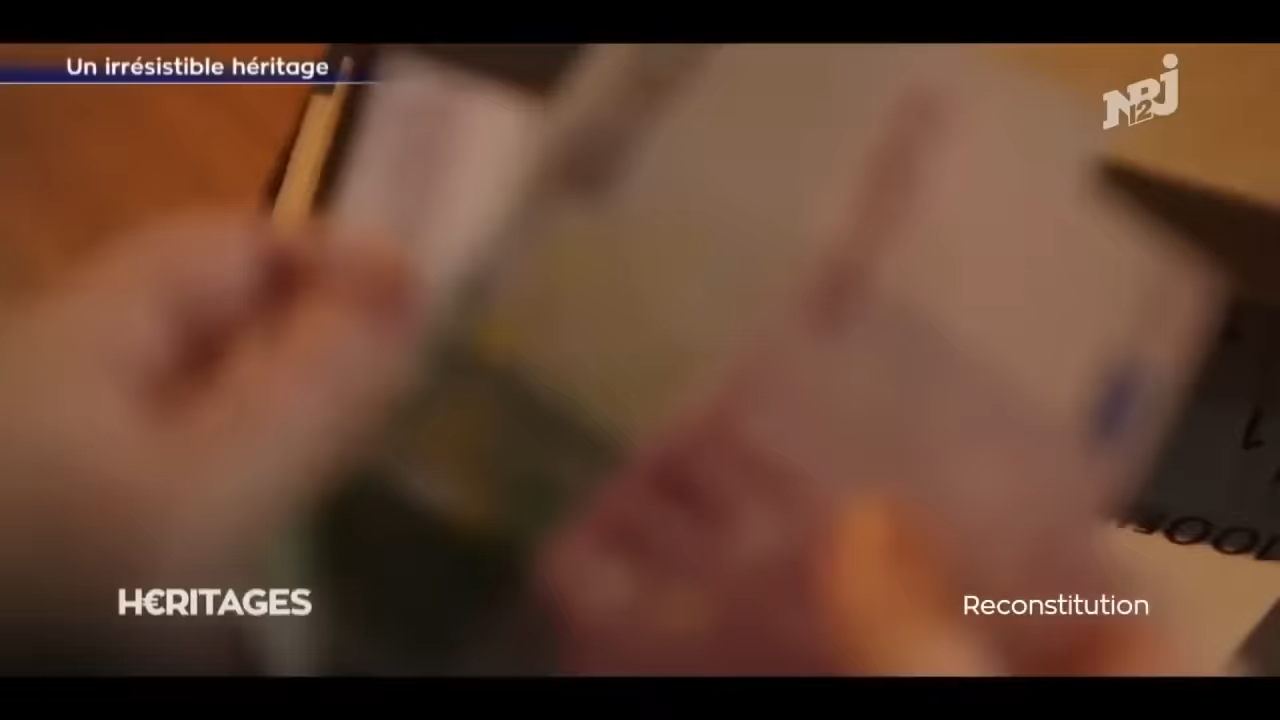 Un irrésistible héritage
NRJ
12
H€RITAGES
Reconstitution